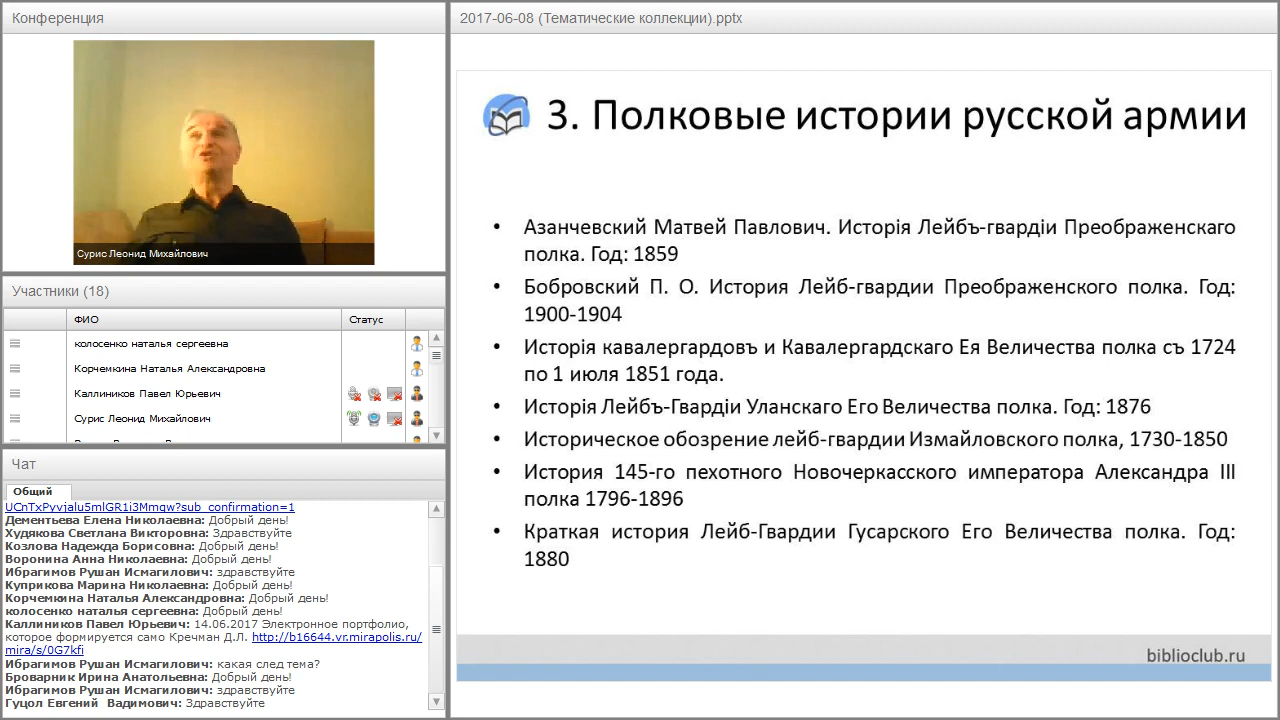 Конференция
Сурис Леонид Михайлович
Участники (18)
ФИО
Статус
колосенко наталья сергеевна
Корчемкина Наталья Александровна
Каллиников Павел Юрьевич
Сурис Леонид Михайлович
Чат
Общий
UCnTxPyvjalu5mlGR1i3Mmqw?sub_confirmation=1
Дементьева Елена Николаевна: Добрый день!
Худякова Светлана Викторовна: Здравствуйте
Козлова Надежда Борисовна: Добрый день!
Воронина Анна Николаевна: Добрый день!
Ибрагимов Рушан Исмагилович: здравствуйте
Куприкова Марина Николаевна: Добрый день!
Корчемкина Наталья Александровна: Добрый день!
колосенко наталья сергеевна: Добрый день!
Каллиников Павел Юрьевич: 14.06.2017 Электронное портфолио,
которое формируется само Кречман Д.Л. http://b16644.vr.mirapolis.ru/
mira/s/0G7kfi
Ибрагимов Рушан Исмагилович: какая след тема?
Броварник Ирина Анатольевна: Добрый день!
Ибрагимов Рушан Исмагилович: здравствуйте
Гуцол Евгений Вадимович: Здравствуйте
2017-06-08 (Тематические коллекции).pptx
3. Полковые истории русской армии
• Азанчевский Матвей Павлович. Исторія Лейбъ-гвардіи Преображенскаго
полка. Год: 1859
• Бобровский П. О. История Лейб-гвардии Преображенского полка. Год:
1900-1904
• Исторія кавалергардовъ и Кавалергардскаго Ея Величества полка съ 1724
по 1 июля 1851 года.
• Исторія Лейбъ-Гвардіи Уланскаго Его Величества полка. Год: 1876
• Историческое обозрение лейб-гвардии Измайловского полка, 1730-1850
• История 145-го пехотного Новочеркасского императора Александра III
полка 1796-1896
• Краткая история Лейб-Гвардии Гусарского Его Величества полка. Год:
1880
biblioclub.ru